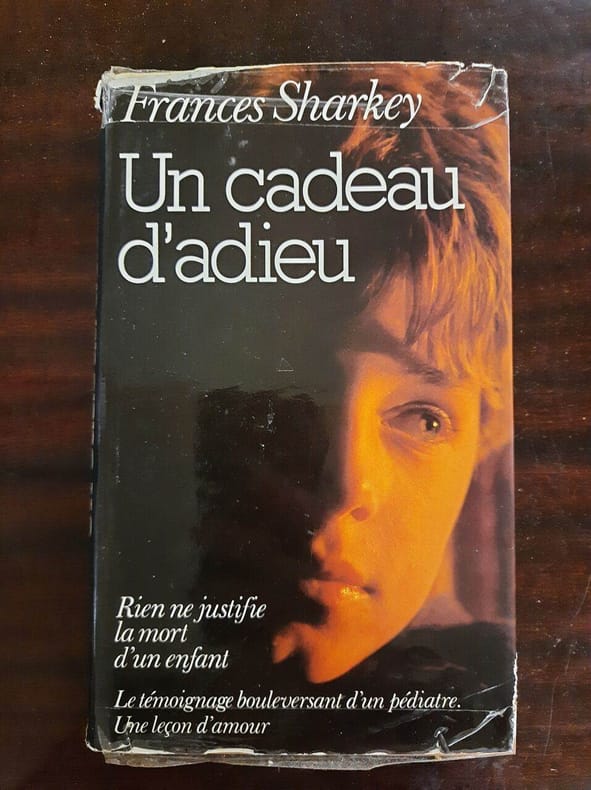 Frances Sharkey
Un cadeau
d'adieu
Rien ne justifie
la mort
d'un enfant
Le témoignage bouleversant d'un pédiatre.
Une leçon d'amour